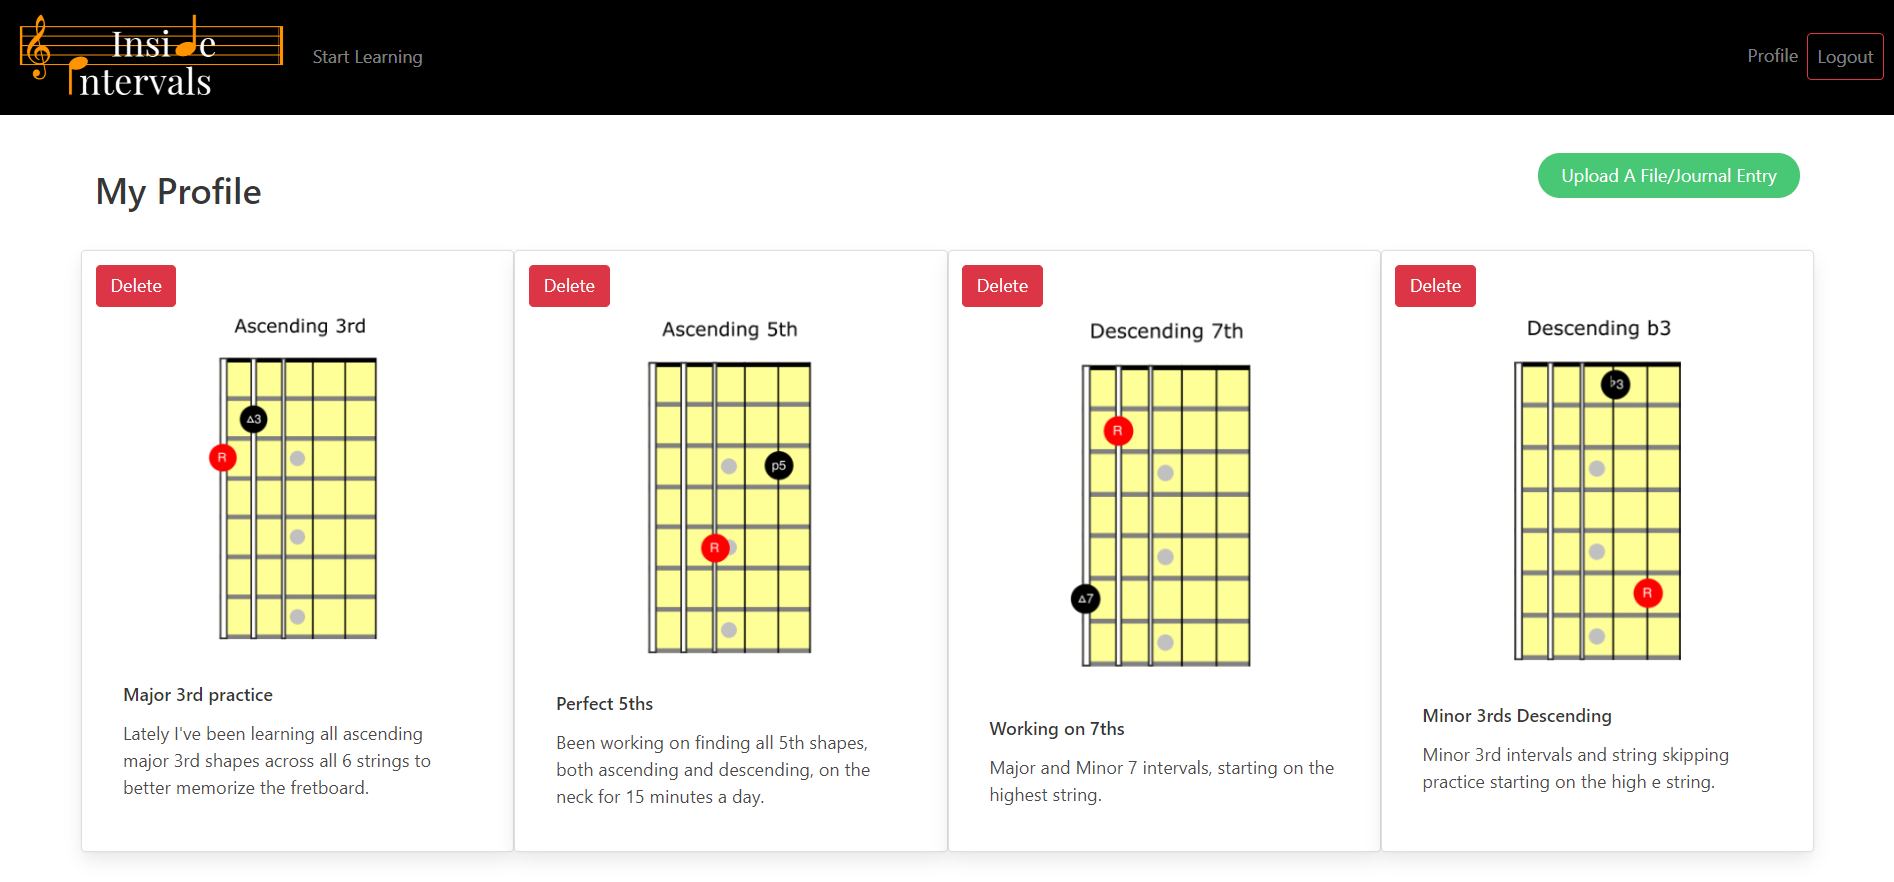 Inside
Intervals
Start Learning
Profile
Logout
My Profile
Upload A File/Journal Entry
Delete
Ascending 3rd
Δ3
R
Major 3rd practice
Lately I've been learning all ascending
major 3rd shapes across all 6 strings to
better memorize the fretboard.
Delete
Ascending 5th
p5
R
Perfect 5ths
Been working on finding all 5th shapes,
both ascending and descending, on the
neck for 15 minutes a day.
Delete
Descending 7th
R
Δ7
Working on 7ths
Major and Minor 7 intervals, starting on the
highest string.
Delete
Descending b3
♭3
R
Minor 3rds Descending
Minor 3rd intervals and string skipping
practice starting on the high e string.